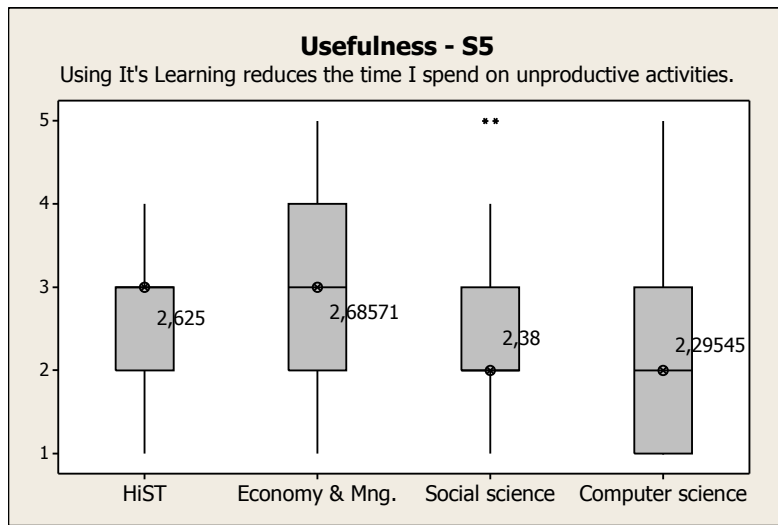 Usefulness - S5
Using It's Learning reduces the time I spend on unproductive activities.
5
4
3
2
1
**
2,625
2,68571
2,38
2,29545
HiST
Economy & Mng.
Social science
Computer science